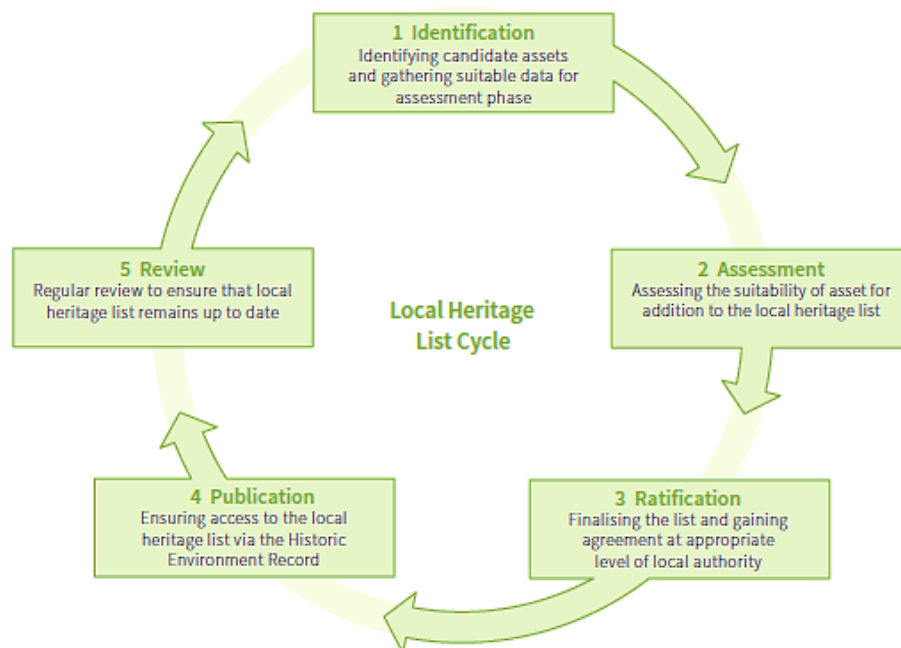 1 Identification
Identifying candidate assets
and gathering suitable data for
assessment phase
2 Assessment
Assessing the suitability of asset for
addition to the local heritage list
3 Ratification
Finalising the list and gaining
agreement at appropriate
level of local authority
4 Publication
Ensuring access to the local
heritage list via the Historic
Environment Record
5 Review
Regular review to ensure that local
heritage list remains up to date
Local Heritage
List Cycle